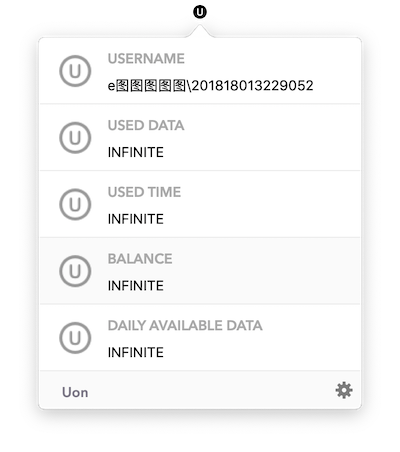 U
U USERNAME
e图图图图图\201818013229052
U USED DATA
INFINITE
U USED TIME
INFINITE
U BALANCE
INFINITE
U DAILY AVAILABLE DATA
INFINITE
Uon